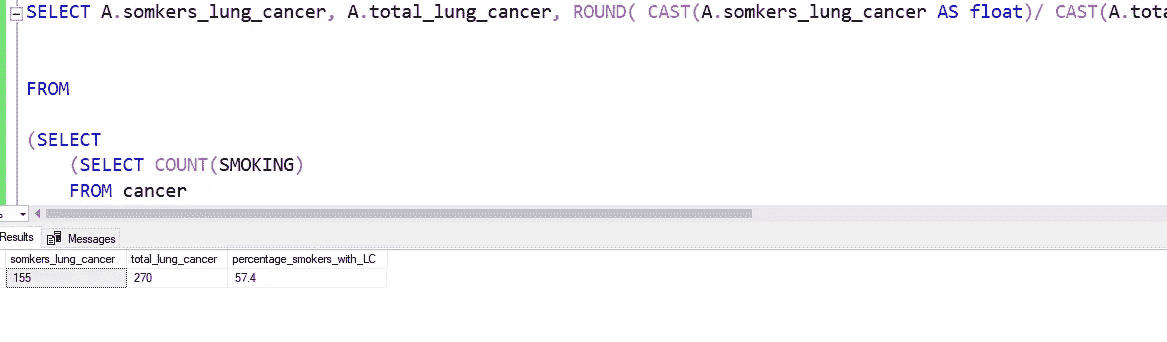 SELECT A.somkers_lung_cancer, A.total_lung_cancer, ROUND( CAST(A.somkers_lung_cancer AS float)/ CAST(A.tota
FROM
(SELECT
(SELECT COUNT(SMOKING)
FROM cancer
Results Messages
somkers_lung_cancer total_lung_cancer percentage_smokers_with_LC
155 270 57.4